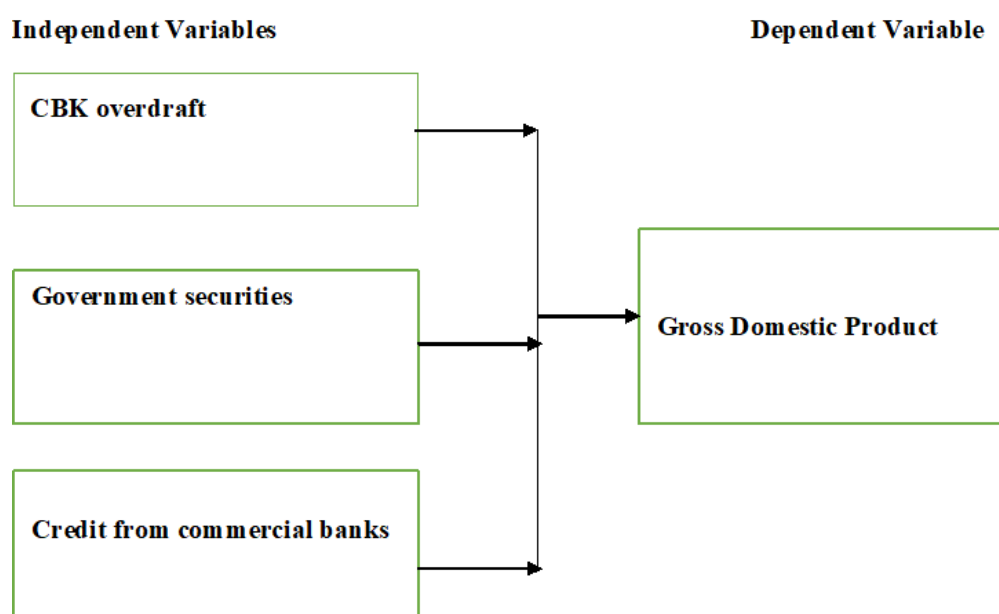 Independent Variables
Dependent Variable
CBK overdraft
Government securities
Gross Domestic Product
Credit from commercial banks